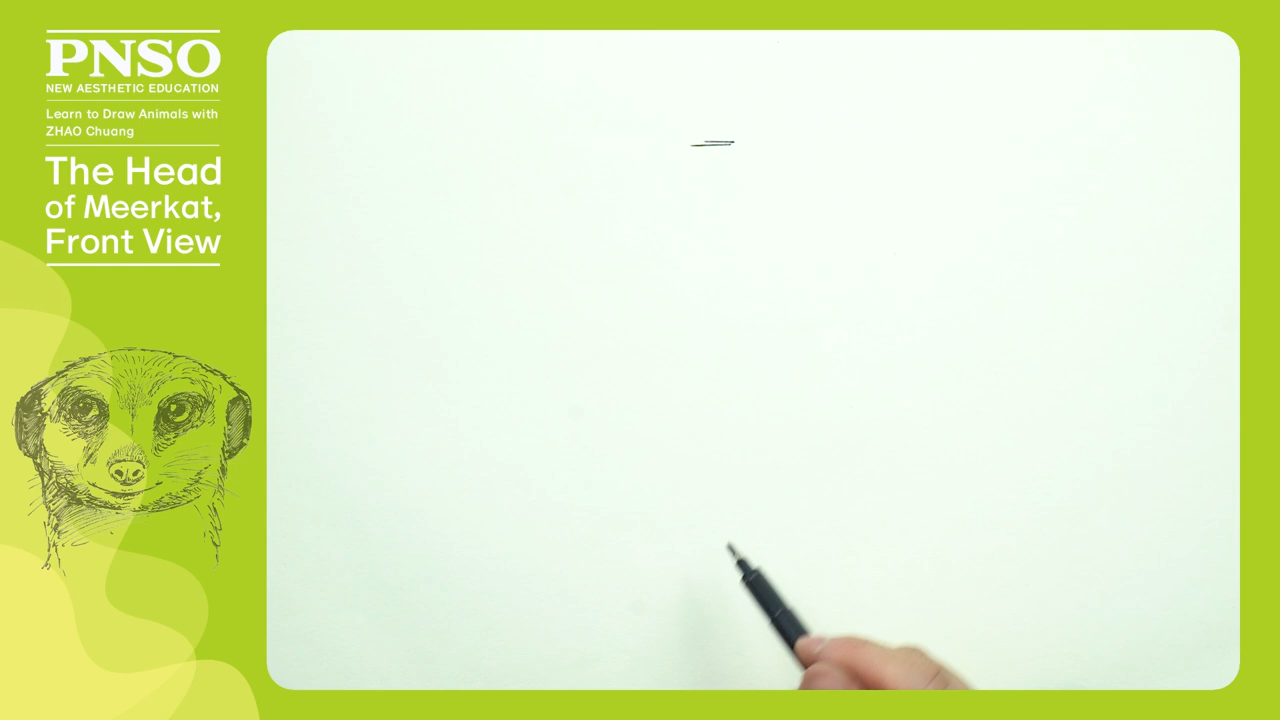 PNSO
NEW AESTHETIC EDUCATION
Learn to Draw Animals with
ZHAO Chuang
The Head
of Meerkat,
Front View